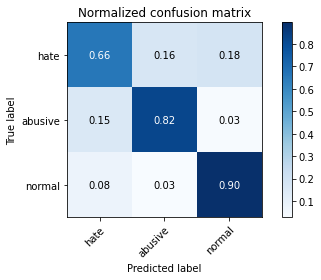 Normalized confusion matrix
hate 0.66 0.16 0.18
abusive 0.15 0.82 0.03
normal 0.08 0.03 0.90
hate abusive normal
True label
Predicted label
0.8
0.7
0.6
0.5
0.4
0.3
0.2
0.1